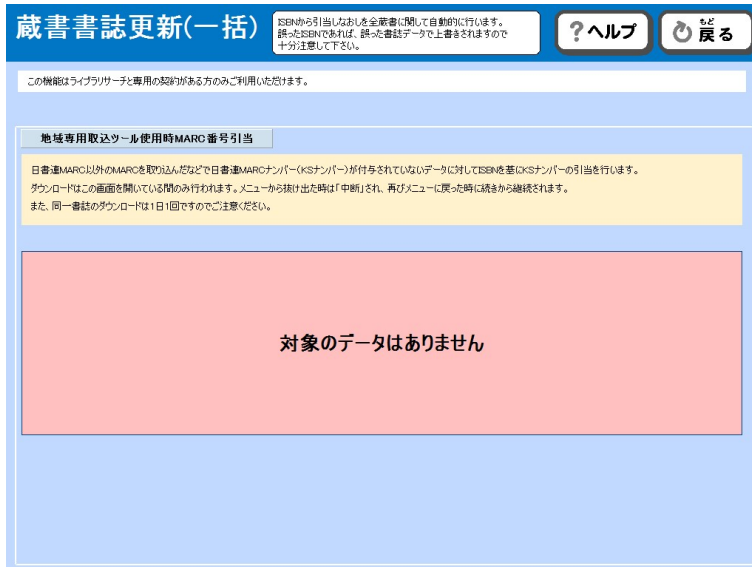 蔵書書誌更新(一括)
ISBNから引当しなおしを全蔵書に関して自動的に行います。
誤ったISBNであれば、誤った書誌データで上書きされますので
十分注意して下さい。
?ヘルプ
もど
戻る
この機能はライブラリサーチと専用の契約がある方のみご利用いただけます。
地域専用取込ツール使用時MARC番号引当
日書連MARC以外のMARCを取り込んだなどで日書連MARCナンバー(KSナンバー)が付与されていないデータに対してISBNを基にKSナンバーの引当を行います。
ダウンロードはこの画面を開いている間のみ行われます。メニューから抜け出た時は「中断」され、再びメニューに戻った時に続きから継続されます。
また、同一書誌のダウンロードは1日1回ですのでご注意ください。
対象のデータはありません